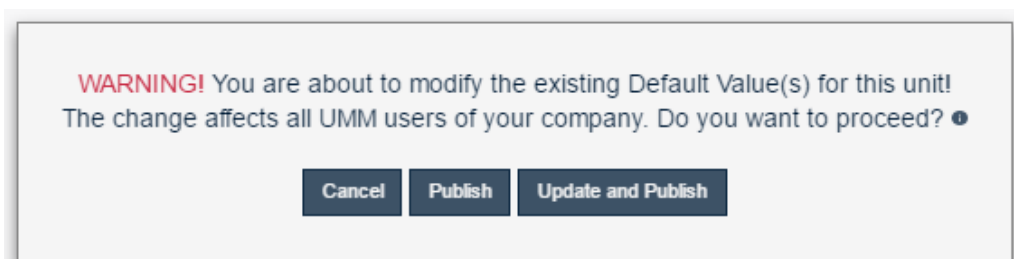 WARNING! You are about to modify the existing Default Value(s) for this unit!
The change affects all UMM users of your company. Do you want to proceed?
Cancel Publish Update and Publish